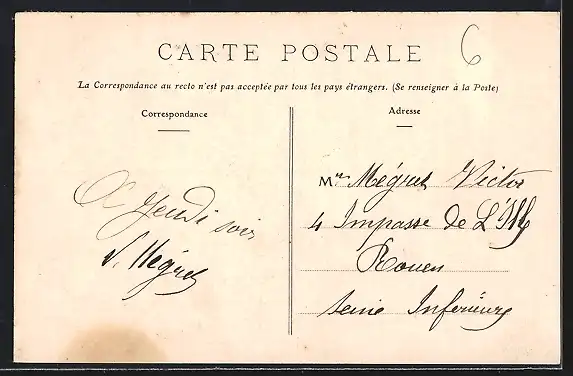 CARTE POSTALE
6
La Correspondance au recto n'est pas acceptée par tous les pays étrangers. (Se renseigner à la Poste)
Correspondance
Adresse
A Jeudi soir
V. Mégret
Mr Mégret Victor
4 Impasse de
Rouen
Seine Inférieure